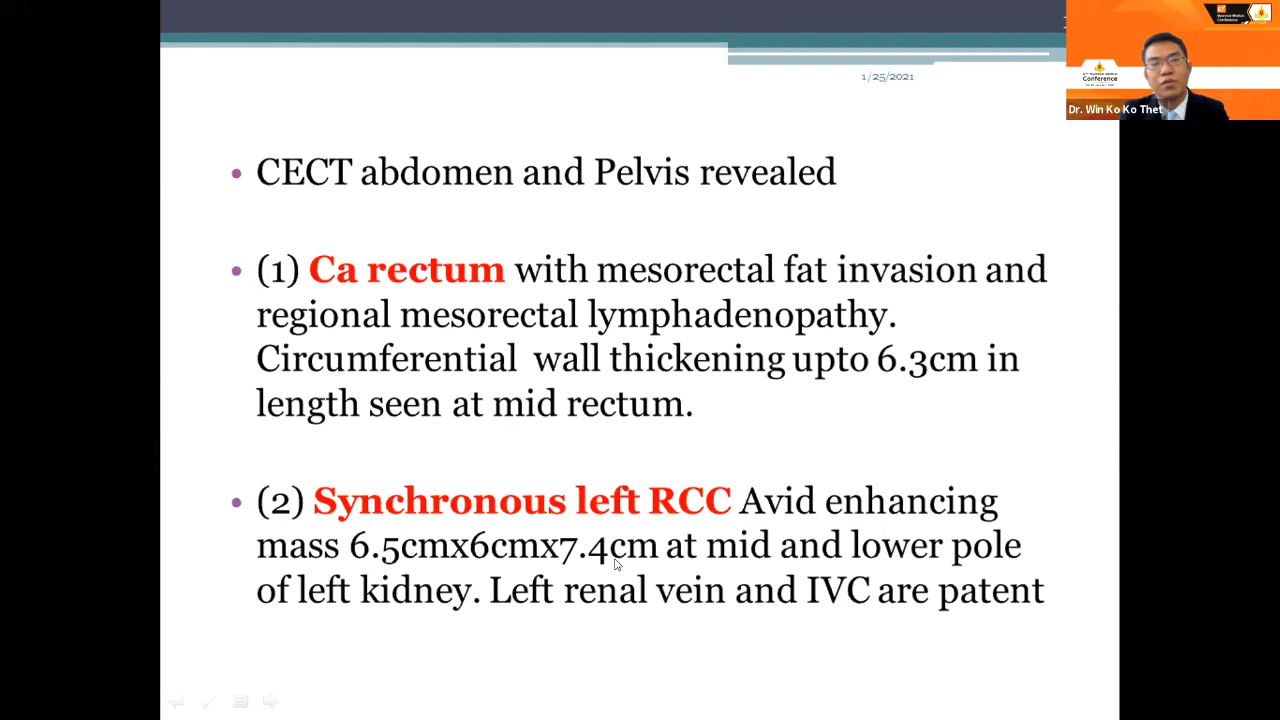 1/25/2021
Conference
Dr. Win Ko Ko Thet
• CECT abdomen and Pelvis revealed
• (1) Ca rectum with mesorectal fat invasion and
regional mesorectal lymphadenopathy.
Circumferential wall thickening upto 6.3cm in
length seen at mid rectum.
• (2) Synchronous left RCC Avid enhancing
mass 6.5cmx6cmx7.4cm at mid and lower pole
of left kidney. Left renal vein and IVC are patent